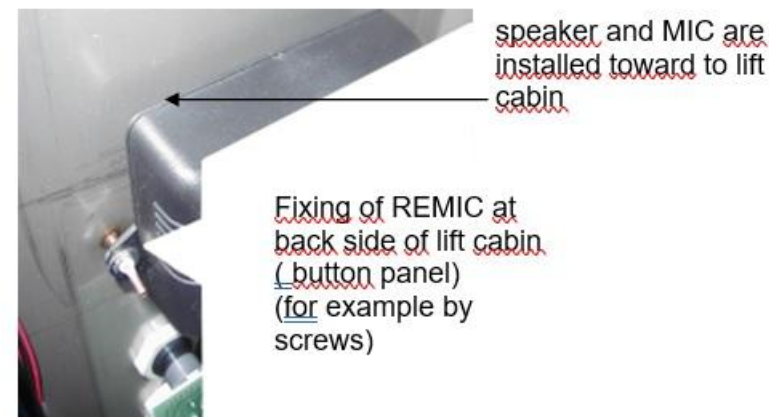 speaker and MIC are
installed toward to lift
cabin
Fixing of REMIC at
back side of lift cabin
( button panel)
(for example by
screws)